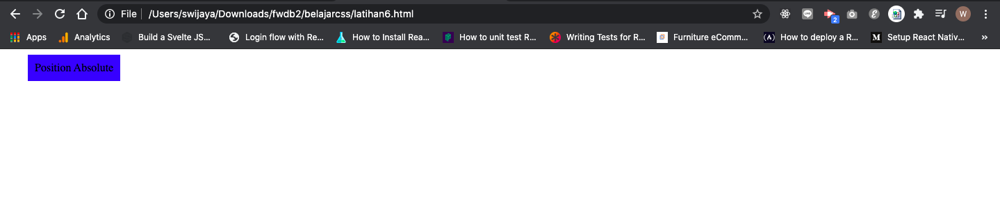 File /Users/swijaya/Downloads/fwdb2/belajarcss/latihan6.html 2 W
Apps Analytics Build a Svelte JS... Login flow with Re... How to Install Rea... How to unit test R... Writing Tests for R... Furniture eComm... How to deploy a R... M Setup React Nativ... »
Position Absolute